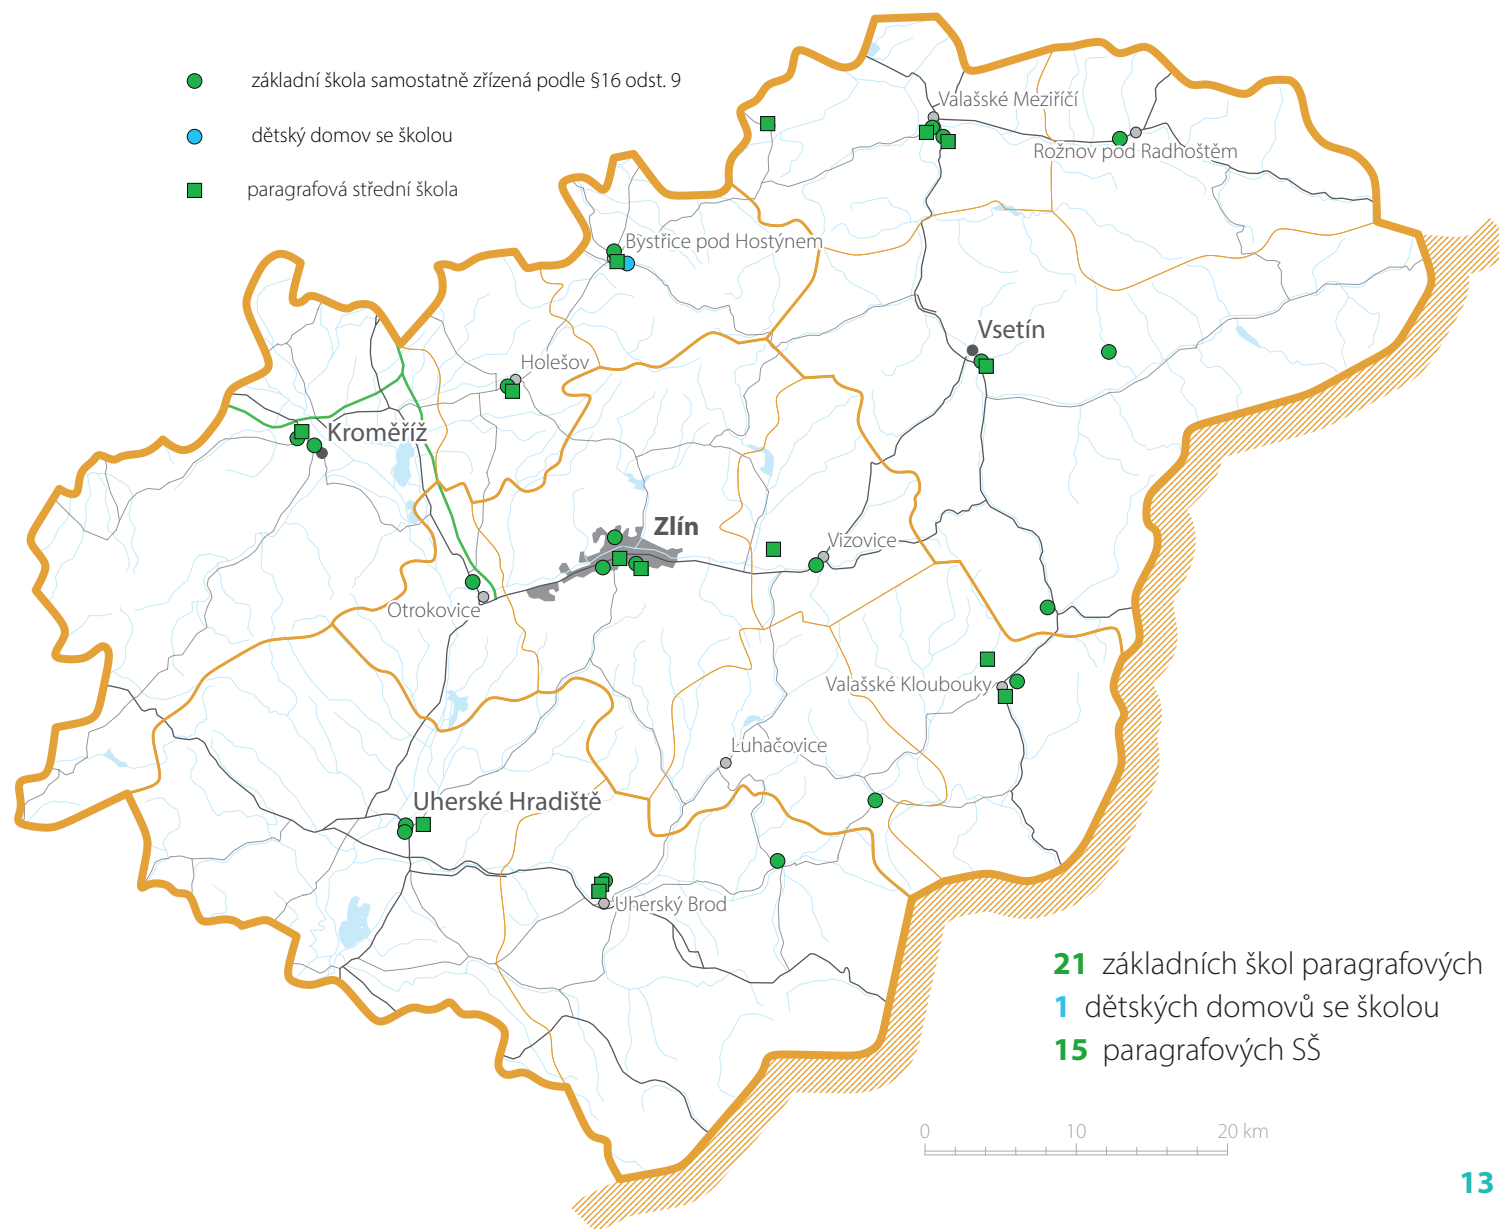 základní škola samostatně zřízená podle §16 odst. 9
dětský domov se školou
paragrafová střední škola
Valašské Meziříčí
Rožnov pod Radhoštěm
Bystřice pod Hostýnem
Vsetín
Holešov
Kroměříž
Zlín
Vizovice
Otrokovice
Valašské Kloubouky
Luhačovice
Uherské Hradiště
Uherský Brod
21 základních škol paragrafových
1 dětských domovů se školou
15 paragrafových SŠ
0 10 20 km
13